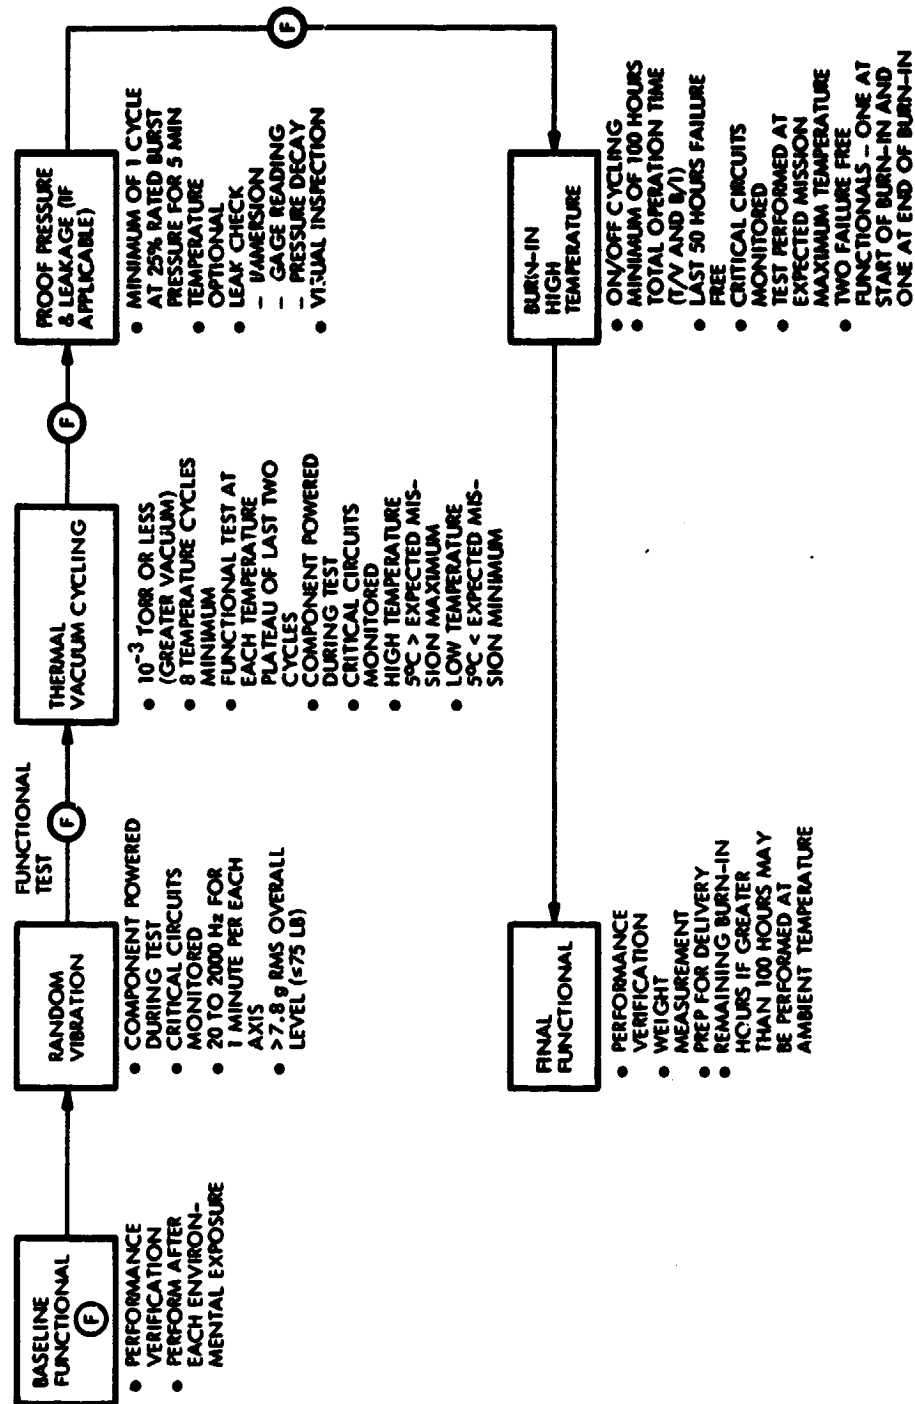 BASELINE
FUNCTIONAL
F
• PERFORMANCE
VERIFICATION
• PERFORM AFTER
EACH ENVIRON-
MENTAL EXPOSURE
RANDOM
VIBRATION
• COMPONENT POWERED
DURING TEST
• CRITICAL CIRCUITS
MONITORED
• 20 TO 2000 Hz FOR
1 MINUTE PER EACH
AXIS
• >7.8 g RMS OVERALL
LEVEL (≤75 LB)
FUNCTIONAL
TEST
F
THERMAL
VACUUM CYCLING
• 10⁻³ TORR OR LESS
(GREATER VACUUM)
• 8 TEMPERATURE CYCLES
MINIMUM
• FUNCTIONAL TEST AT
EACH TEMPERATURE
PLATEAU OF LAST TWO
CYCLES
• COMPONENT POWERED
DURING TEST
• CRITICAL CIRCUITS
MONITORED
• HIGH TEMPERATURE
5°C > EXPECTED MIS-
SION MAXIMUM
• LOW TEMPERATURE
5°C < EXPECTED MIS-
SION MINIMUM
F
PROOF PRESSURE
& LEAKAGE (IF
APPLICABLE)
• MINIMUM OF 1 CYCLE
AT 25% RATED BURST
PRESSURE FOR 5 MIN
• TEMPERATURE
OPTIONAL
• LEAK CHECK
– IMMERSION
– GAGE READING
– PRESSURE DECAY
• VISUAL INSPECTION
F
BURN-IN
HIGH
TEMPERATURE
• ON/OFF CYCLING
• MINIMUM OF 100 HOURS
TOTAL OPERATION TIME
(T/V AND B/I)
• LAST 50 HOURS FAILURE
FREE
• CRITICAL CIRCUITS
MONITORED
• TEST PERFORMED AT
EXPECTED MISSION
MAXIMUM TEMPERATURE
• TWO FAILURE FREE
FUNCTIONALS – ONE AT
START OF BURN-IN AND
ONE AT END OF BURN-IN
FINAL
FUNCTIONAL
• PERFORMANCE
VERIFICATION
• WEIGHT
MEASUREMENT
• PREP FOR DELIVERY
• REMAINING BURN-IN
HOURS IF GREATER
THAN 100 HOURS MAY
BE PERFORMED AT
AMBIENT TEMPERATURE